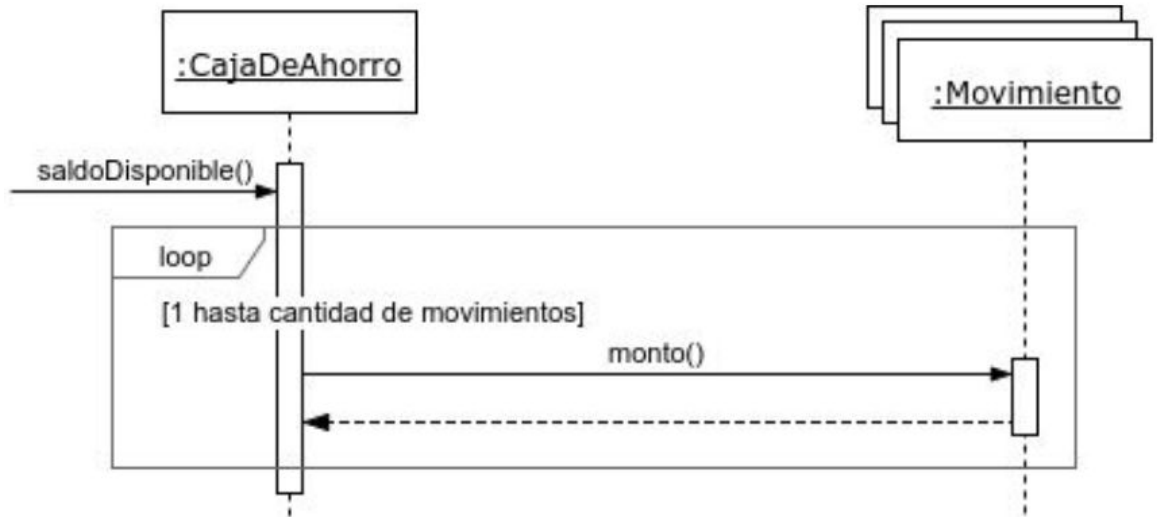 :CajaDeAhorro
:Movimiento
saldoDisponible()
loop
[1 hasta cantidad de movimientos]
monto()